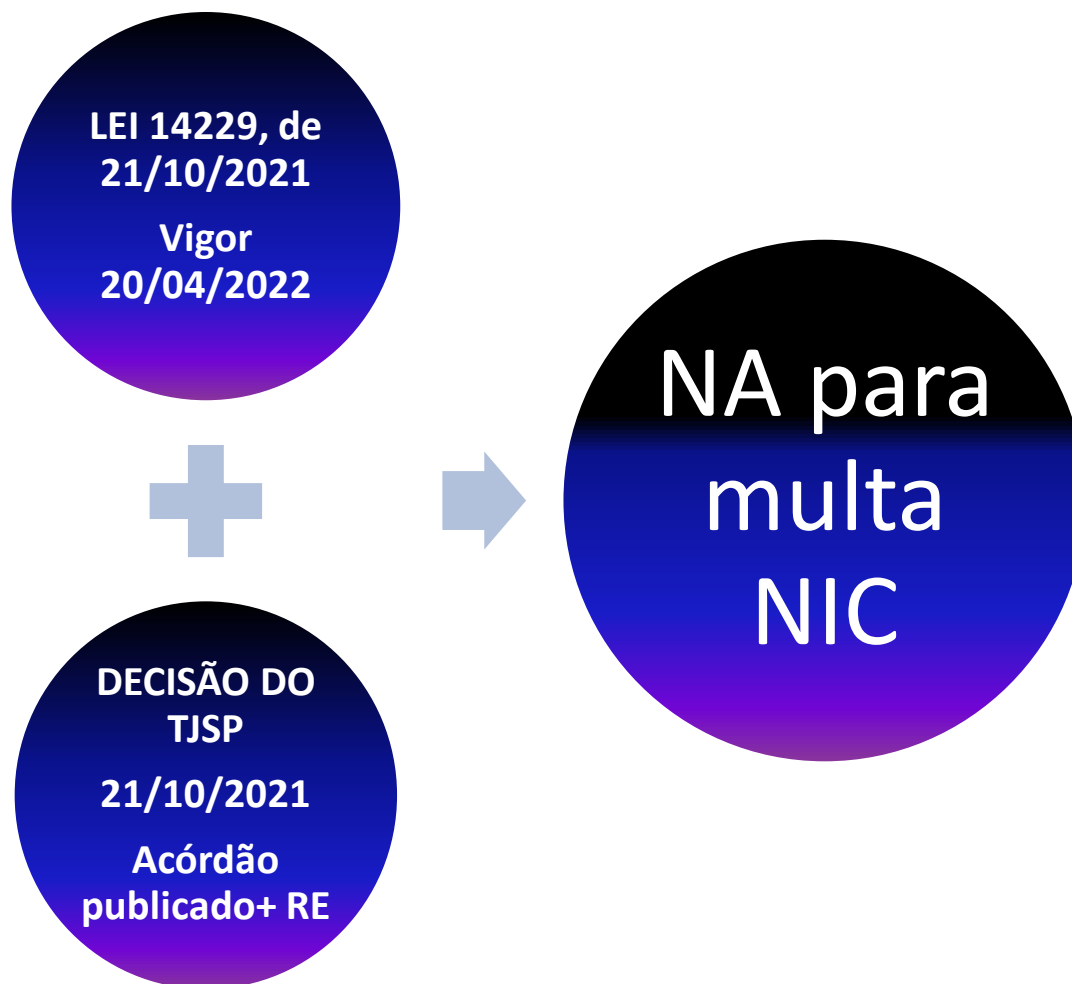 LEI 14229, de
21/10/2021
Vigor
20/04/2022
DECISÃO DO
TJSP
21/10/2021
Acórdão
publicado+ RE
NA para
multa
NIC